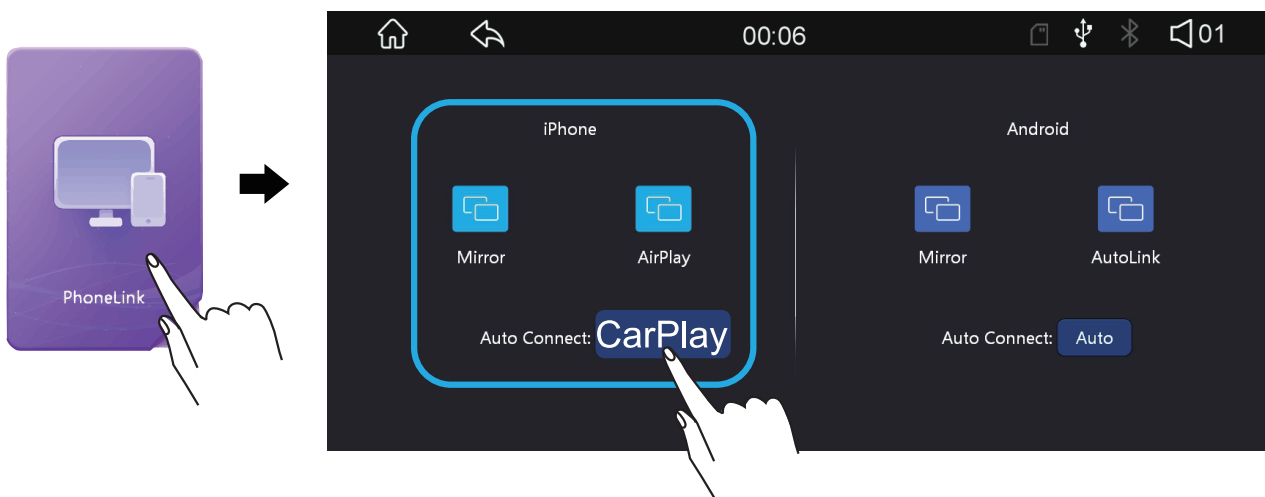 PhoneLink
00:06
01
iPhone
Mirror
AirPlay
Auto Connect: CarPlay
Android
Mirror
AutoLink
Auto Connect: Auto